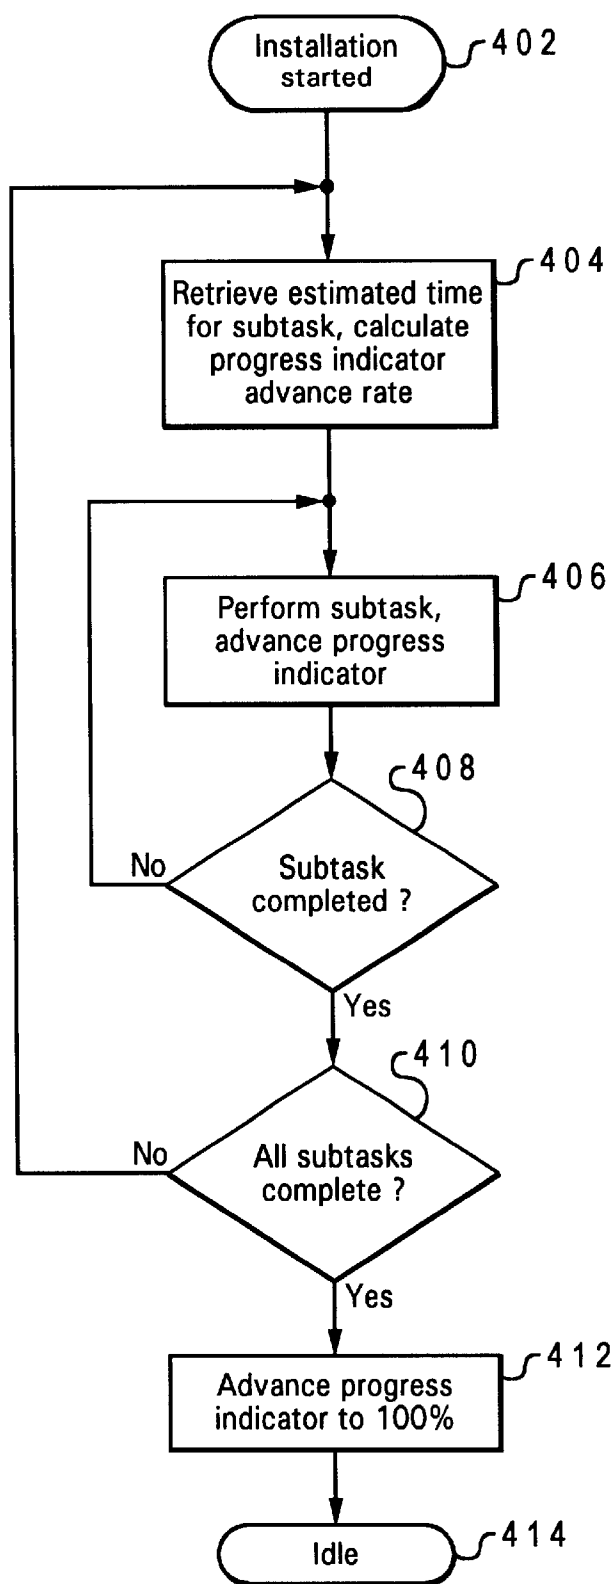 Installation
started
402
Retrieve estimated time
for subtask, calculate
progress indicator
advance rate
404
Perform subtask,
advance progress
indicator
406
408
Subtask
completed ?
No
Yes
410
All subtasks
complete ?
No
Yes
Advance progress
indicator to 100%
412
Idle
414